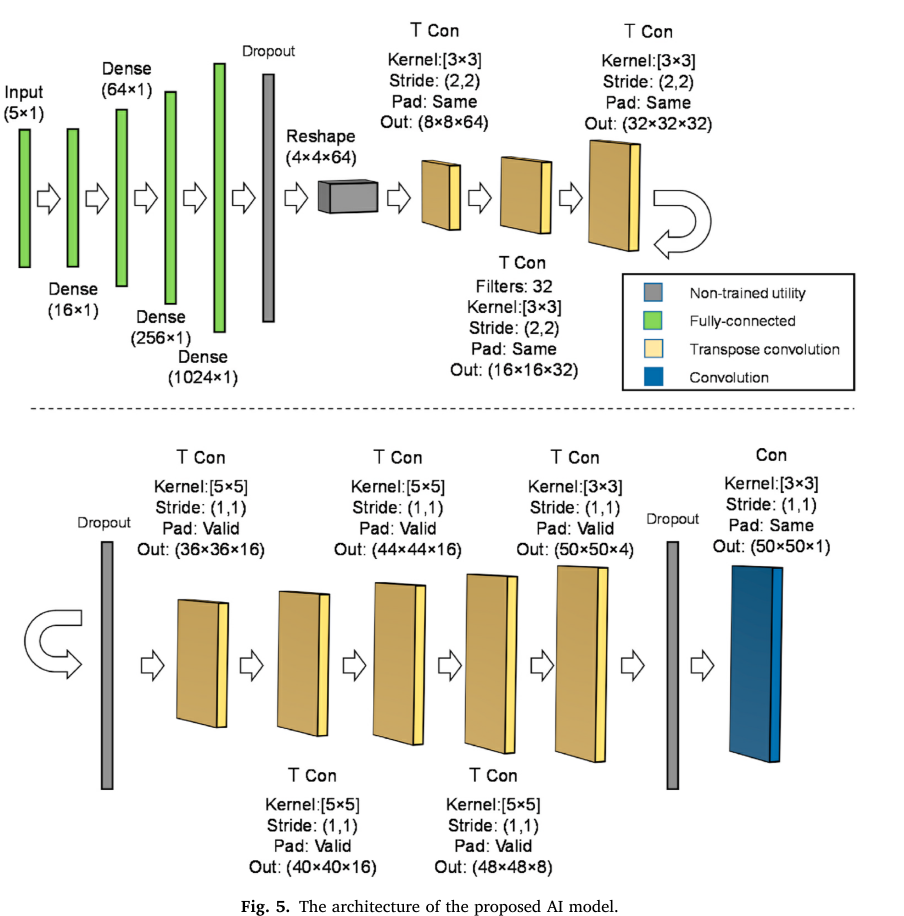 Input
(5×1)
Dense
(16×1)
Dense
(64×1)
Dense
(256×1)
Dense
(1024×1)
Dropout
Reshape
(4×4×64)
T Con
Kernel:[3×3]
Stride: (2,2)
Pad: Same
Out: (8×8×64)
T Con
Filters: 32
Kernel:[3×3]
Stride: (2,2)
Pad: Same
Out: (16×16×32)
T Con
Kernel:[3×3]
Stride: (2,2)
Pad: Same
Out: (32×32×32)
Non-trained utility
Fully-connected
Transpose convolution
Convolution
Dropout
T Con
Kernel:[5×5]
Stride: (1,1)
Pad: Valid
Out: (36×36×16)
T Con
Kernel:[5×5]
Stride: (1,1)
Pad: Valid
Out: (40×40×16)
T Con
Kernel:[5×5]
Stride: (1,1)
Pad: Valid
Out: (44×44×16)
T Con
Kernel:[5×5]
Stride: (1,1)
Pad: Valid
Out: (48×48×8)
T Con
Kernel:[3×3]
Stride: (1,1)
Pad: Valid
Out: (50×50×4)
Dropout
Con
Kernel:[3×3]
Stride: (1,1)
Pad: Same
Out: (50×50×1)
Fig. 5. The architecture of the proposed AI model.